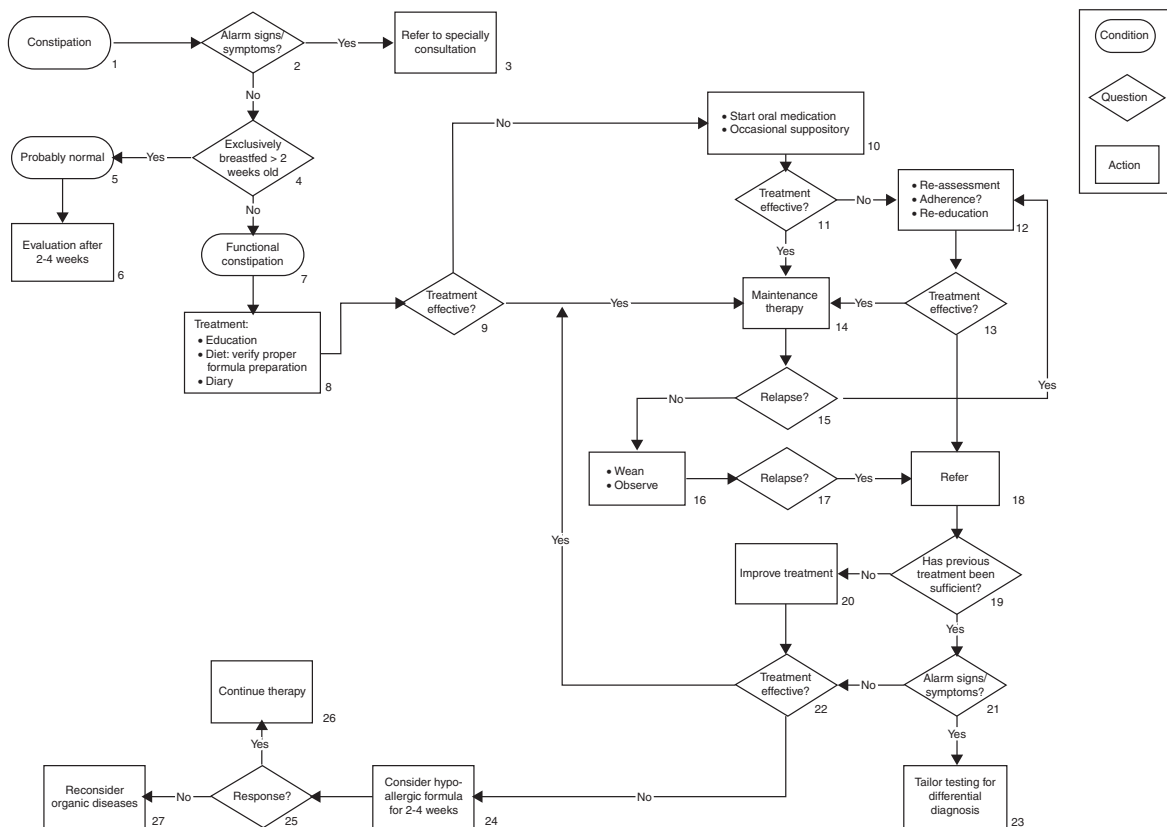 Constipation
1
Alarm signs/
symptoms?
2
Yes
Refer to specially
consultation
3
No
Exclusively
breastfed > 2
weeks old
4
Yes
Probably normal
5
Evaluation after
2-4 weeks
6
No
Functional
constipation
7
Treatment:
• Education
• Diet: verify proper
formula preparation
• Diary
8
Treatment
effective?
9
No
Yes
• Start oral medication
• Occasional suppository
10
Treatment
effective?
11
No
Yes
• Re-assessment
• Adherence?
• Re-education
12
Treatment
effective?
13
Yes
Maintenance
therapy
14
Relapse?
15
Yes
No
• Wean
• Observe
16
Relapse?
17
Yes
Refer
18
Has previous
treatment been
sufficient?
19
No
Improve treatment
20
Yes
Alarm signs/
symptoms?
21
No
Treatment
effective?
22
Yes
Yes
Tailor testing for
differential
diagnosis
23
No
Consider hypo-
allergic formula
for 2-4 weeks
24
Response?
25
Yes
Continue therapy
26
No
Reconsider
organic diseases
27
Condition
Question
Action